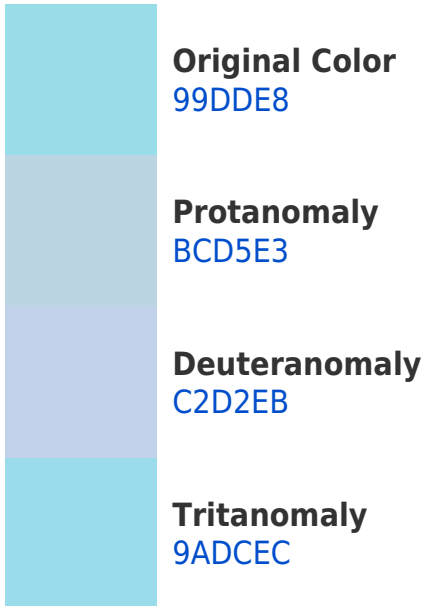 Original Color
99DDE8
Protanomaly
BCD5E3
Deuteranomaly
C2D2EB
Tritanomaly
9ADCEC